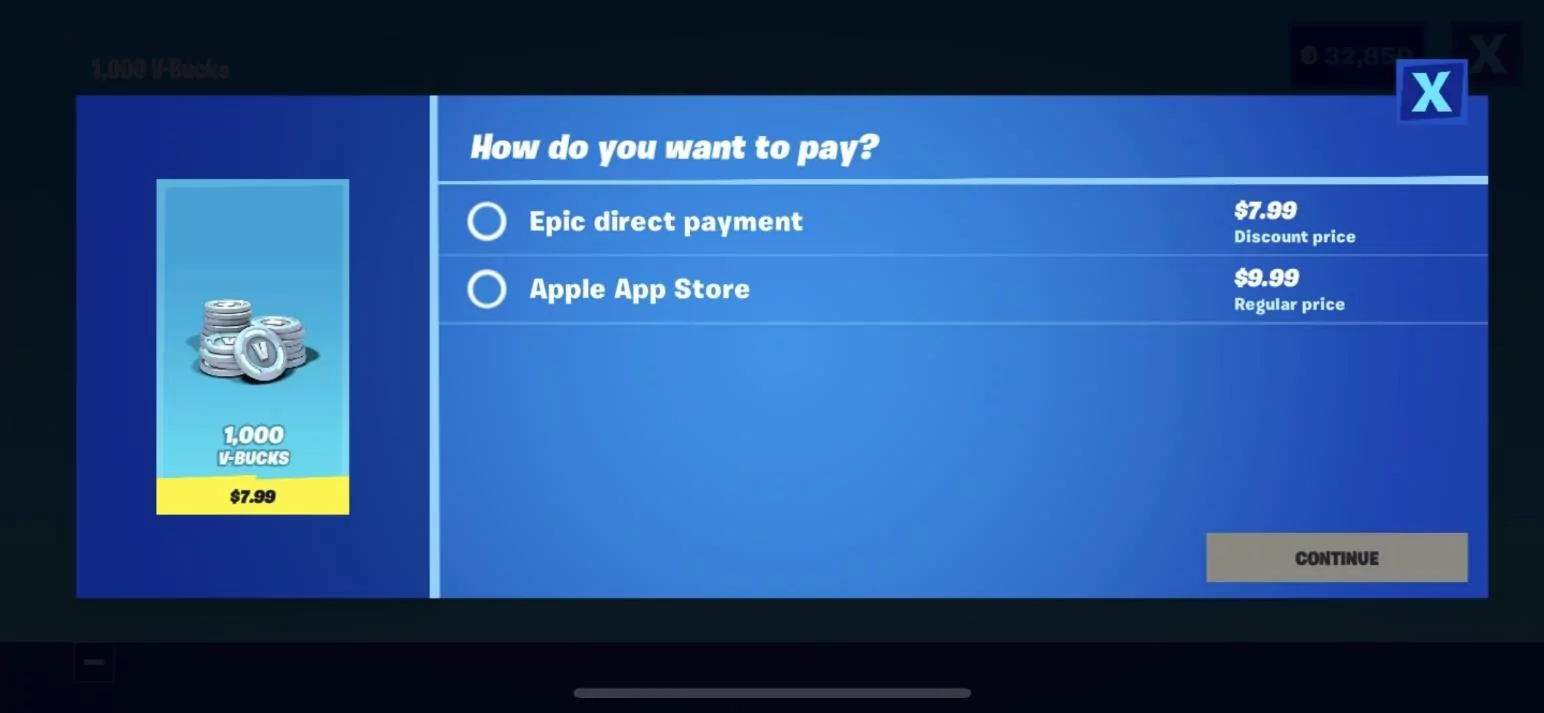 1,000 V-Bucks
32,850
X
X
How do you want to pay?
Epic direct payment
$7.99
Discount price
Apple App Store
$9.99
Regular price
1,000
V-BUCKS
$7.99
CONTINUE